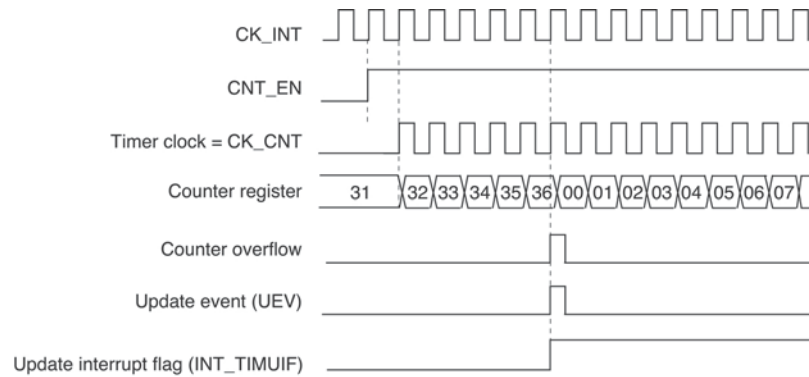 CK_INT
CNT_EN
Timer clock = CK_CNT
Counter register 31 32 33 34 35 36 00 01 02 03 04 05 06 07
Counter overflow
Update event (UEV)
Update interrupt flag (INT_TIMUIF)